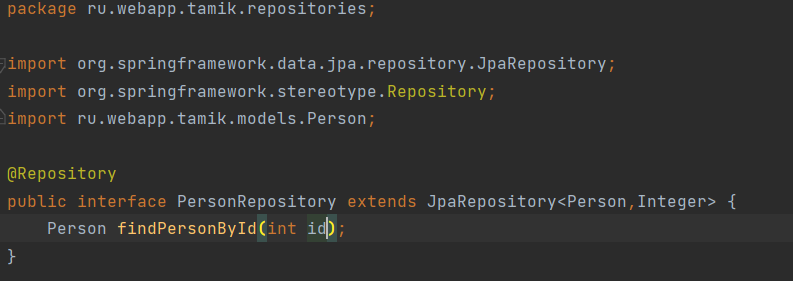 package ru.webapp.tamik.repositories;
import org.springframework.data.jpa.repository.JpaRepository;
import org.springframework.stereotype.Repository;
import ru.webapp.tamik.models.Person;
@Repository
public interface PersonRepository extends JpaRepository<Person,Integer> {
    Person findPersonById(int id);
}